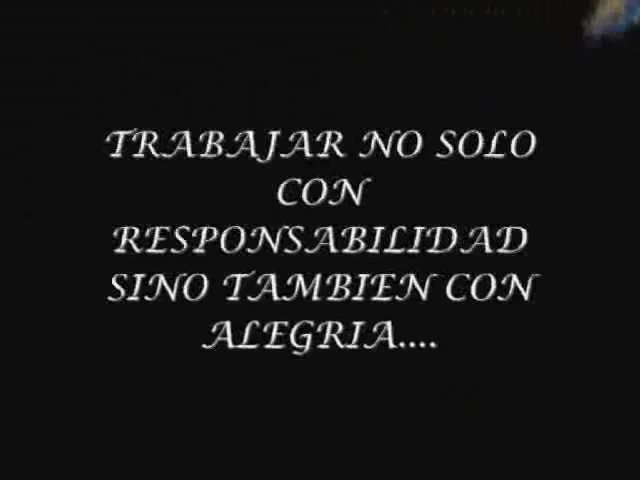 TRABAJAR NO SOLO
CON
RESPONSABILIDAD
SINO TAMBIEN CON
ALEGRIA....